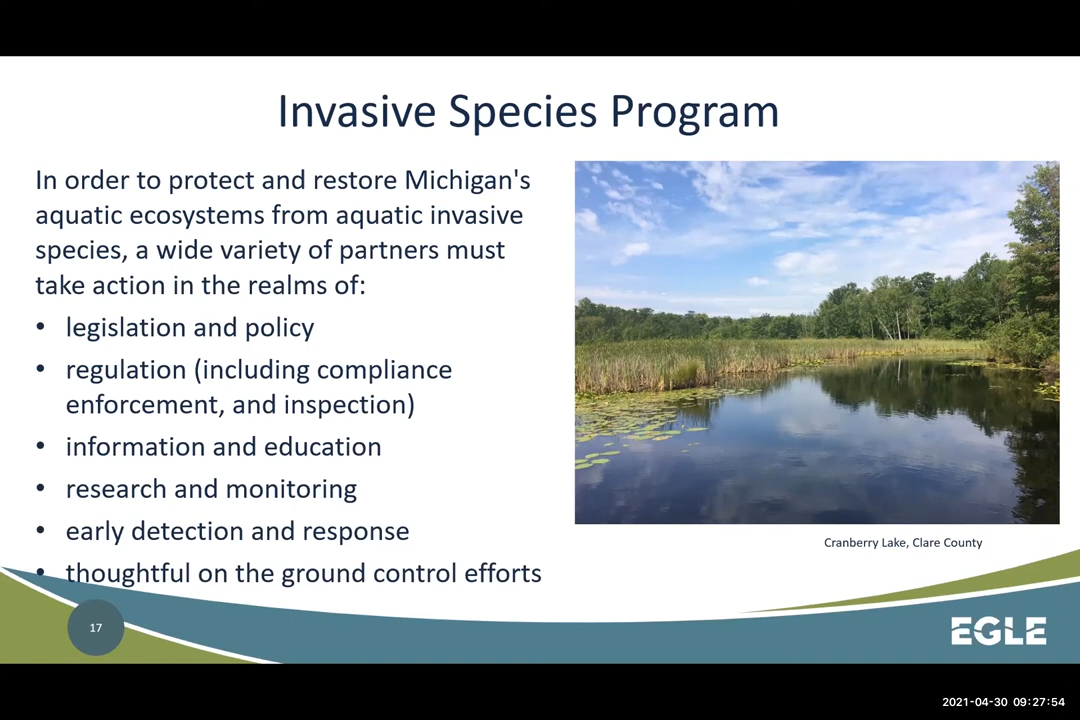 Invasive Species Program
In order to protect and restore Michigan's
aquatic ecosystems from aquatic invasive
species, a wide variety of partners must
take action in the realms of:
• legislation and policy
• regulation (including compliance
enforcement, and inspection)
• information and education
• research and monitoring
• early detection and response
• thoughtful on the ground control efforts
Cranberry Lake, Clare County
17
EGLE
2021-04-30 09:27:54